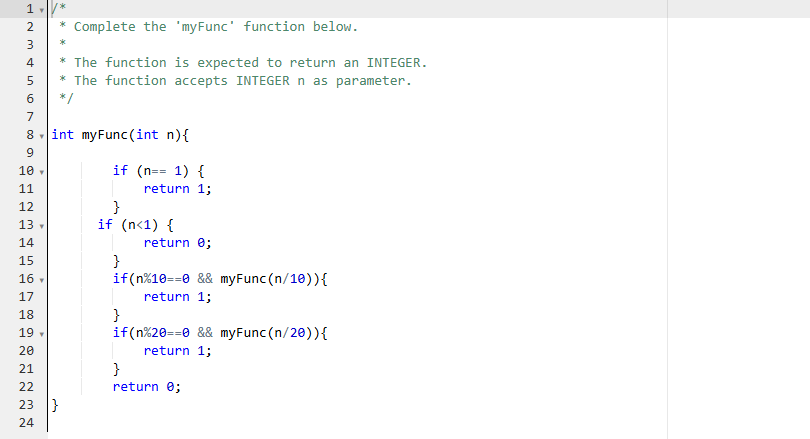 1 /*
2  * Complete the 'myFunc' function below.
3  *
4  * The function is expected to return an INTEGER.
5  * The function accepts INTEGER n as parameter.
6  */
7
8 int myFunc(int n){
9
10         if (n== 1) {
11             return 1;
12         }
13       if (n<1) {
14             return 0;
15         }
16         if(n%10==0 && myFunc(n/10)){
17             return 1;
18         }
19         if(n%20==0 && myFunc(n/20)){
20             return 1;
21         }
22         return 0;
23 }
24